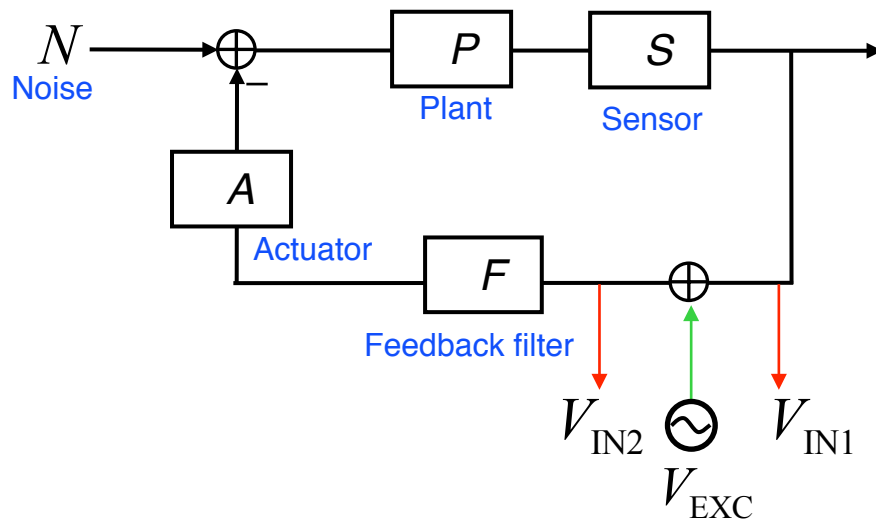 N
Noise
P
Plant
S
Sensor
−
A
Actuator
F
Feedback filter
V_IN2
V_IN1
V_EXC